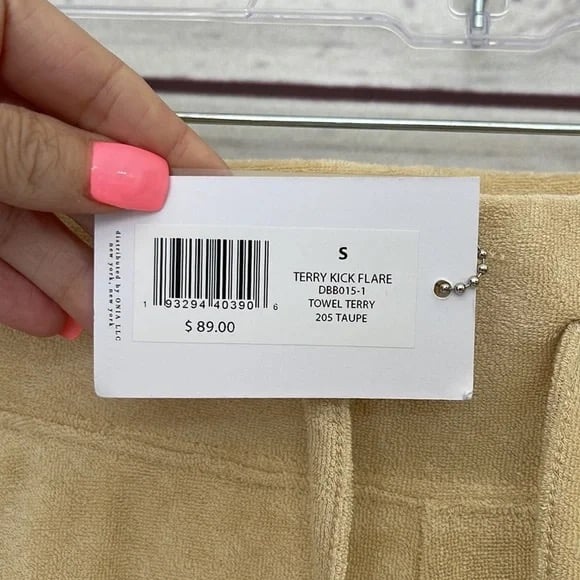 distributed by ONIA LLC
new york, new york
1 93294 40390 6
$ 89.00
S
TERRY KICK FLARE
DBB015-1
TOWEL TERRY
205 TAUPE